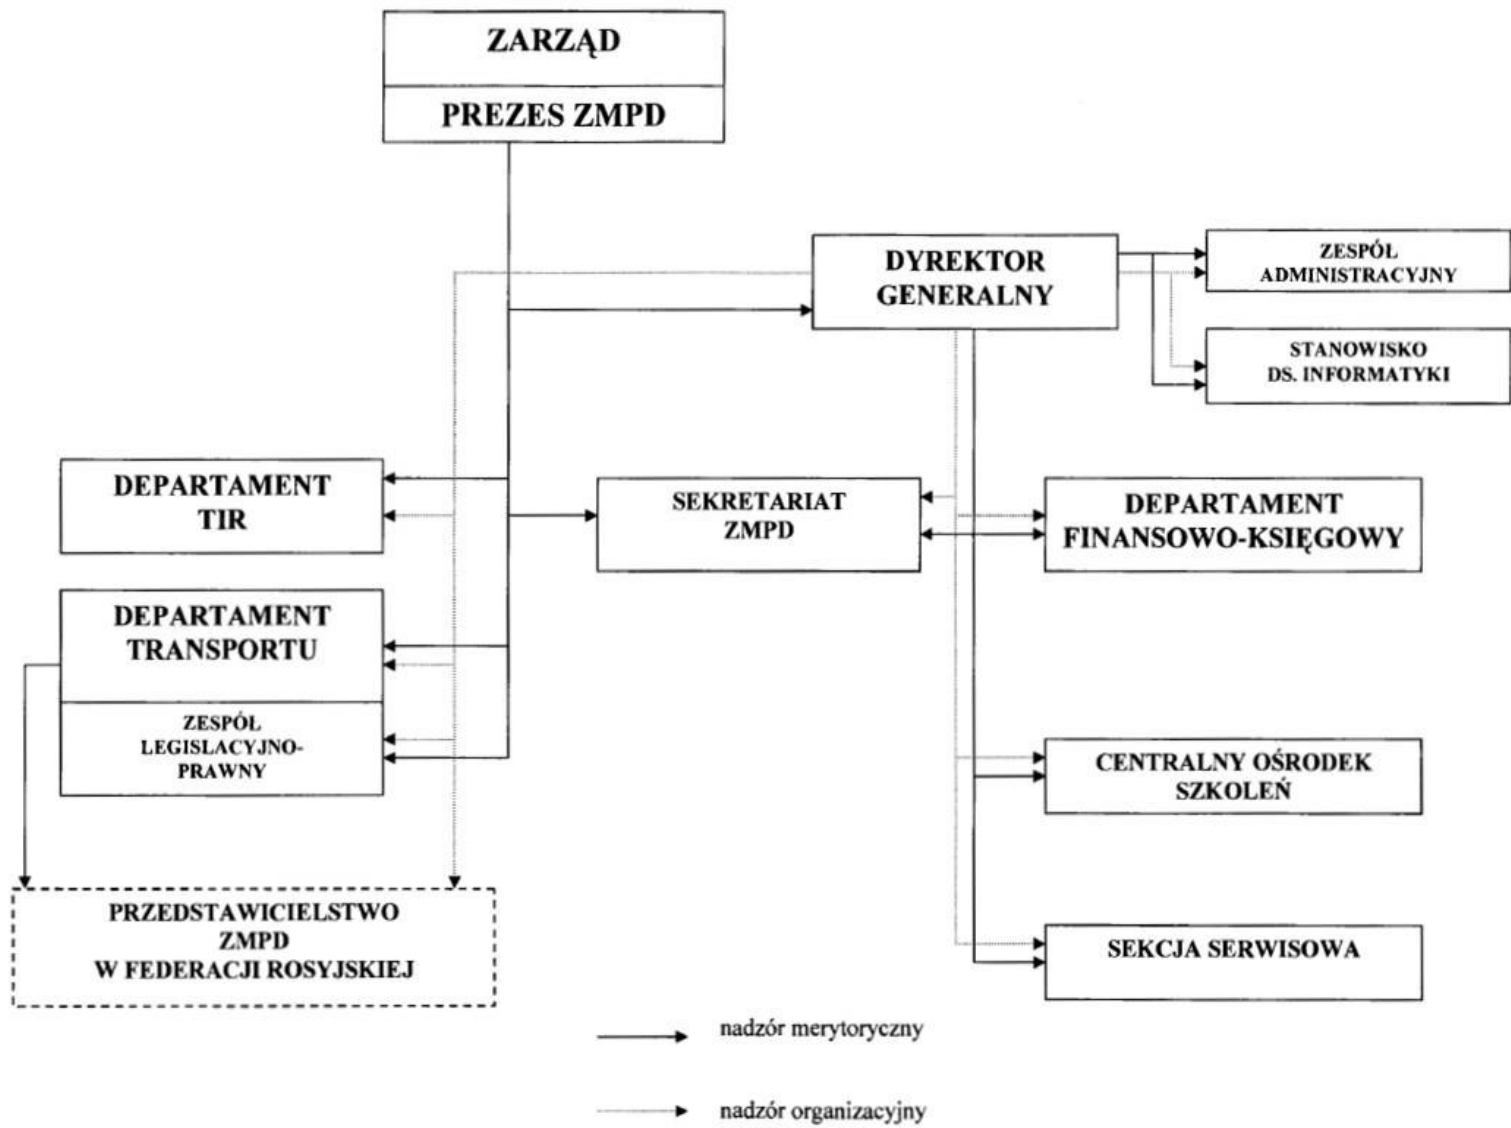 ZARZĄD
PREZES ZMPD
DYREKTOR
GENERALNY
ZESPÓŁ
ADMINISTRACYJNY
STANOWISKO
DS. INFORMATYKI
DEPARTAMENT
TIR
SEKRETARIAT
ZMPD
DEPARTAMENT
FINANSOWO-KSIĘGOWY
DEPARTAMENT
TRANSPORTU
ZESPÓŁ
LEGISLACYJNO-
PRAWNY
CENTRALNY OŚRODEK
SZKOLEŃ
PRZEDSTAWICIELSTWO
ZMPD
W FEDERACJI ROSYJSKIEJ
SEKCJA SERWISOWA
nadzór merytoryczny
nadzór organizacyjny